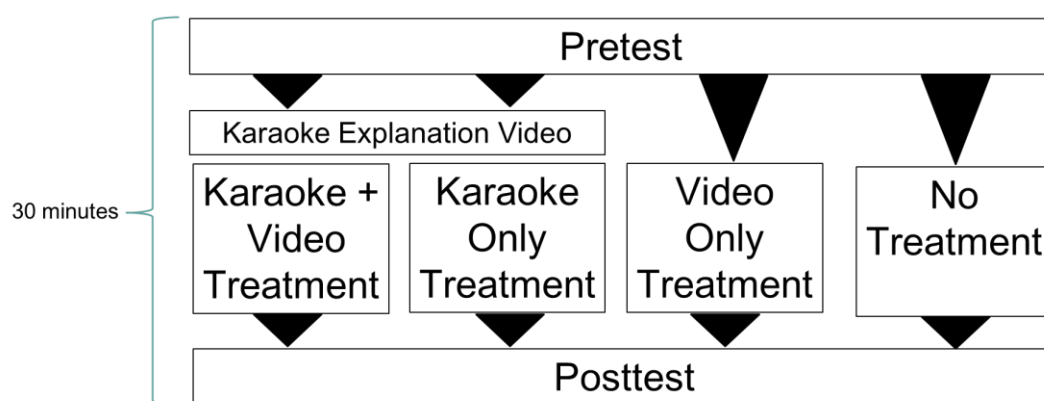 Pretest
Karaoke Explanation Video
30 minutes
Karaoke +
Video
Treatment
Karaoke
Only
Treatment
Video
Only
Treatment
No
Treatment
Posttest